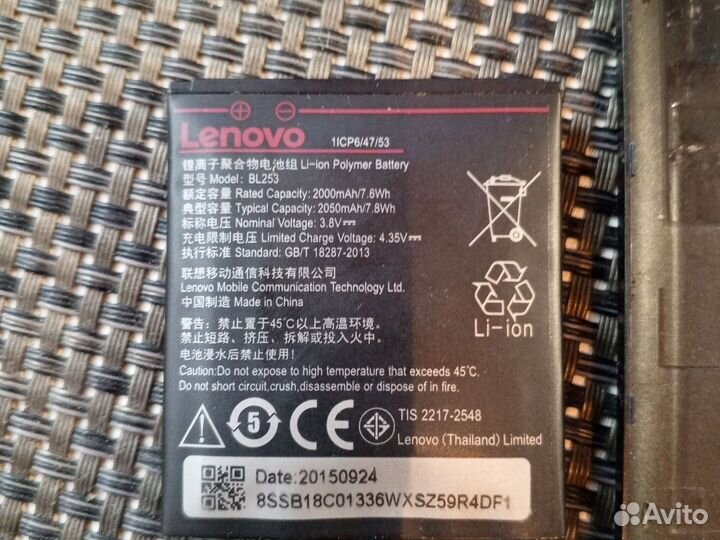 Lenovo 1ICP6/47/53
锂离子聚合物电池组 Li-ion Polymer Battery
型号 Model: BL253
额定容量 Rated Capacity: 2000mAh/7.6Wh
典型容量 Typical Capacity: 2050mAh/7.8Wh
标称电压 Nominal Voltage: 3.8V
充电限制电压 Limited Charge Voltage: 4.35V
执行标准 Standard: GB/T 18287-2013
联想移动通信科技有限公司
Lenovo Mobile Communication Technology Ltd.
中国制造 Made in China
Li-ion
警告: 禁止置于45℃以上高温环境。
禁止短路、挤压、拆解或投入火中。
电池浸水后禁止使用。
Caution:Do not expose to high temperature that exceeds 45℃.
Do not short circuit,crush,disassemble or dispose of in fire.
5
CE
TIS 2217-2548
Lenovo (Thailand) Limited
Date:20150924
8SSB18C01336WXSZ59R4DF1
Avito